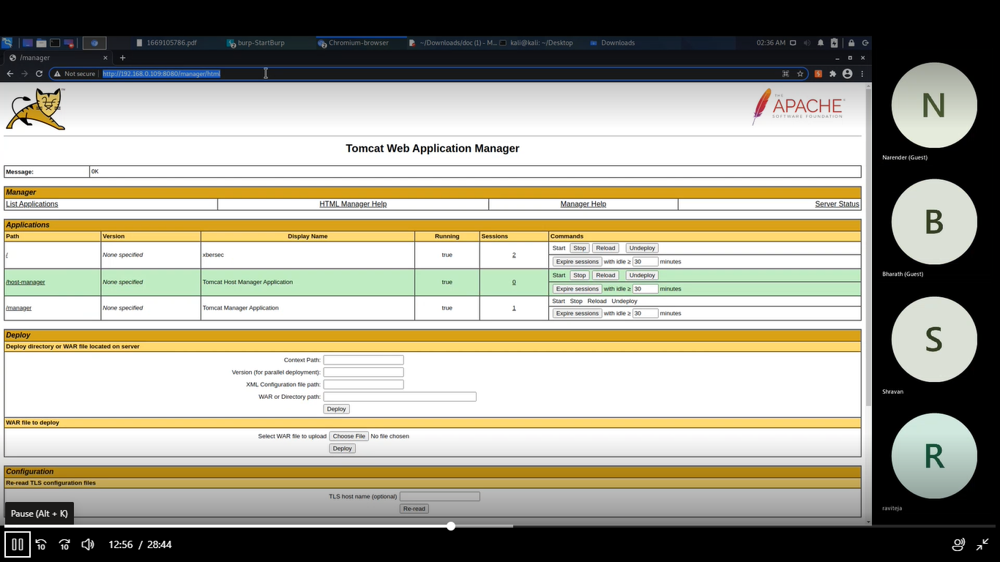 1669105786.pdf burp-StartBurp Chromium-browser ~/Downloads/doc (1) - M... kali@kali: ~/Desktop Downloads 02:36 AM
/manager
Not secure http://192.168.0.109:8080/manager/html
THE
APACHE
SOFTWARE FOUNDATION
Tomcat Web Application Manager
Message: OK
Manager
List Applications HTML Manager Help Manager Help Server Status
Applications
Path Version Display Name Running Sessions Commands
/ None specified xbersec true 2 Start Stop Reload Undeploy
Expire sessions with idle ≥ 30 minutes
/host-manager None specified Tomcat Host Manager Application true 0 Start Stop Reload Undeploy
Expire sessions with idle ≥ 30 minutes
/manager None specified Tomcat Manager Application true 1 Start Stop Reload Undeploy
Expire sessions with idle ≥ 30 minutes
Deploy
Deploy directory or WAR file located on server
Context Path:
Version (for parallel deployment):
XML Configuration file path:
WAR or Directory path:
Deploy
WAR file to deploy
Select WAR file to upload Choose File No file chosen
Deploy
Configuration
Re-read TLS configuration files
TLS host name (optional)
Re-read
Pause (Alt + K)
10 10 12:56 / 28:44
N
Narender (Guest)
B
Bharath (Guest)
S
Shravan
R
raviteja